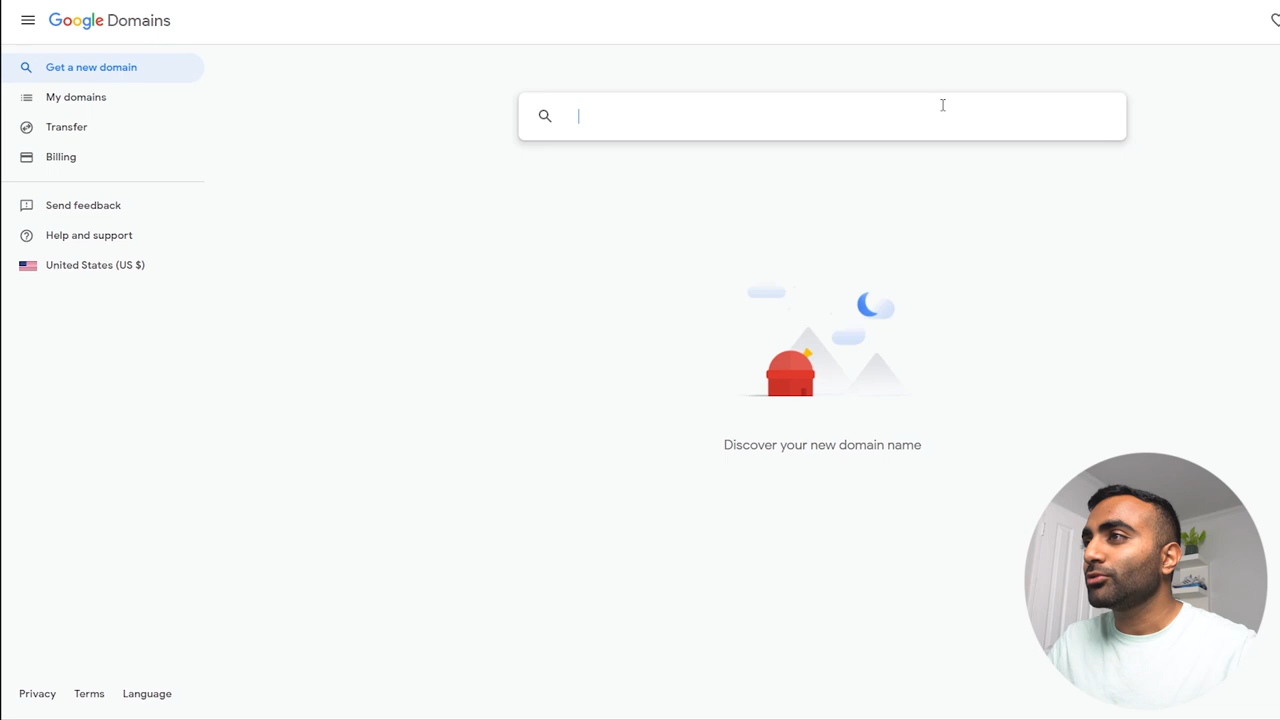 Google Domains
Get a new domain
My domains
Transfer
Billing
Send feedback
Help and support
United States (US $)
Discover your new domain name
Privacy Terms Language